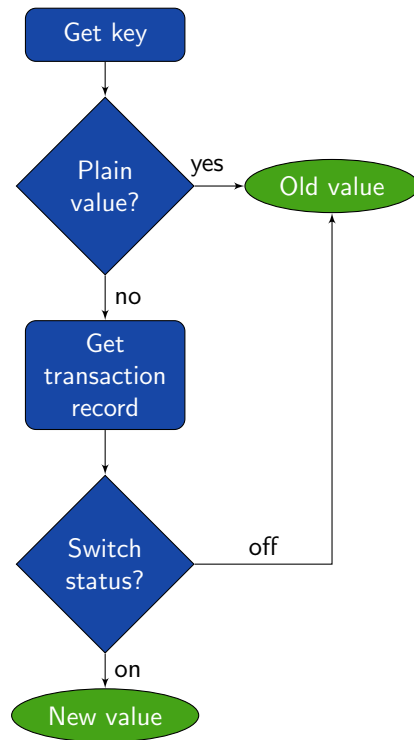 Get key
Plain
value?
yes
Old value
no
Get
transaction
record
Switch
status?
off
on
New value